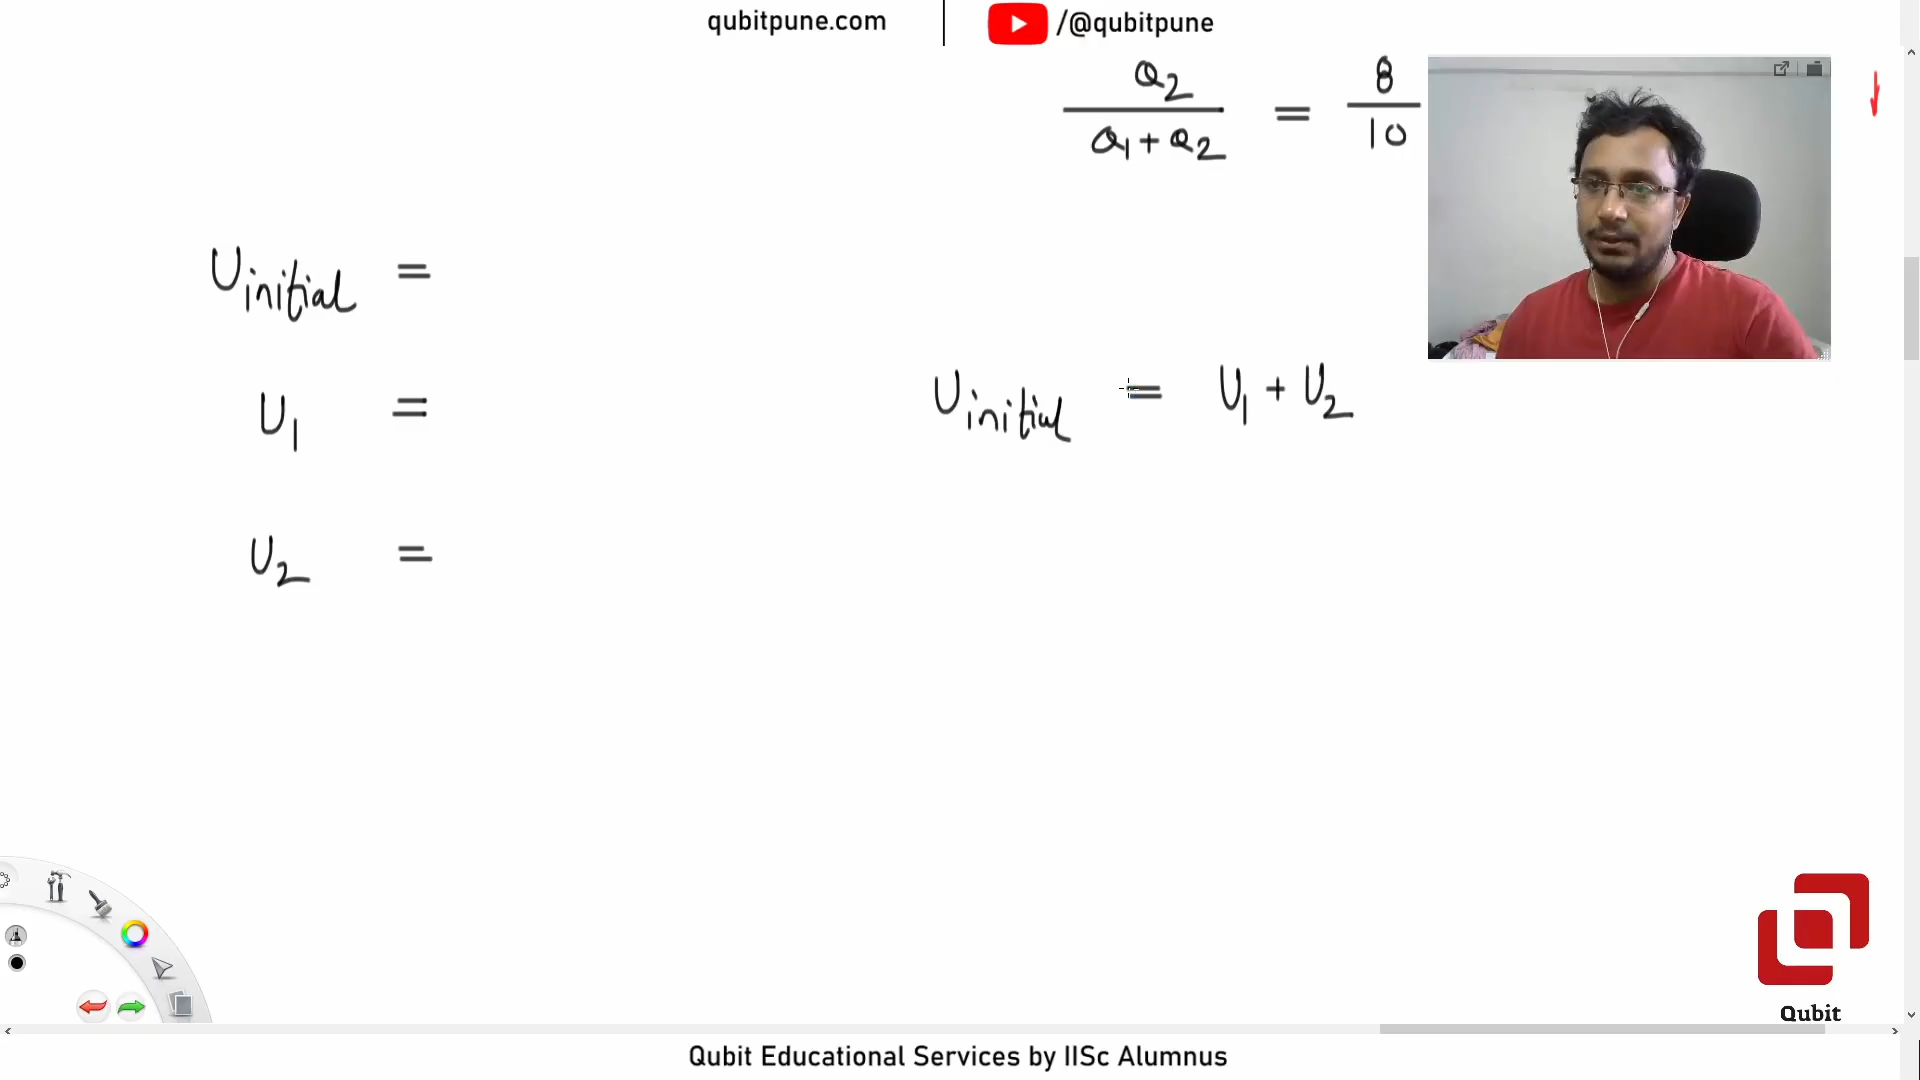 qubitpune.com | /@qubitpune
Q2 / Q1 + Q2 = 8 / 10
Uinitial =
Uinitial = U1 + U2
U1 =
U2 =
Qubit
Qubit Educational Services by IISc Alumnus